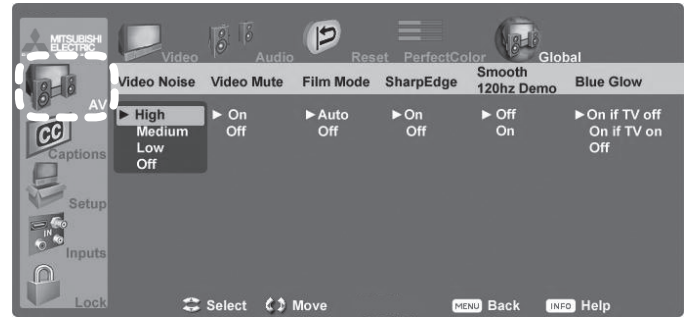 MITSUBISHI
ELECTRIC
Video Audio Reset PerfectColor Global
AV
Captions
Setup
Inputs
Lock
CC
IN
Video Noise Video Mute Film Mode SharpEdge Smooth 120hz Demo Blue Glow
► High ► On ► Auto ► On ► Off ► On if TV off
Medium Off Off Off On On if TV on
Low Off
Off
Select Move MENU Back INFO Help